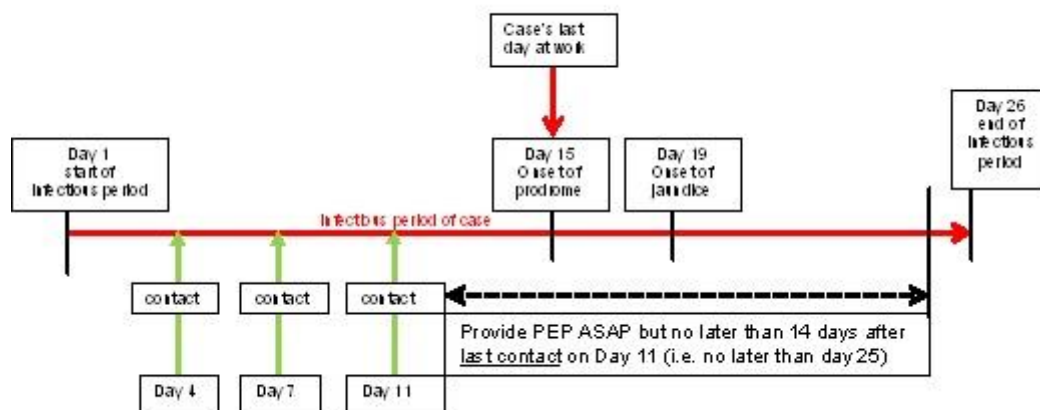 Case's last
day at work
Day 26
end of
infectious
period
Day 1
start of
infectious period
Day 15
Onset of
prodrome
Day 19
Onset of
jaundice
Infectious period of case
contact
contact
contact
Provide PEP ASAP but no later than 14 days after
last contact on Day 11 (i.e. no later than day 25)
Day 4
Day 7
Day 11